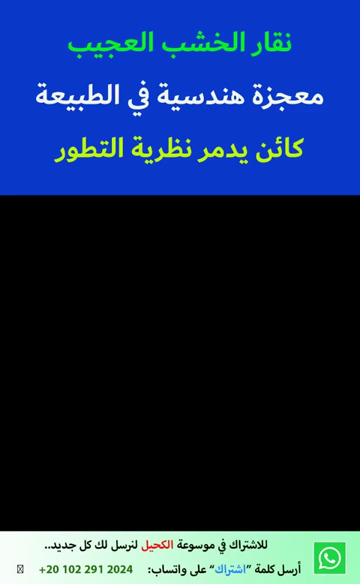 نقار الخشب العجيب
معجزة هندسية في الطبيعة
كائن يدمر نظرية التطور
للاشتراك في موسوعة الكحيل لنرسل لك كل جديد..
أرسل كلمة ”اشتراك“ على واتساب: +20 102 291 2024